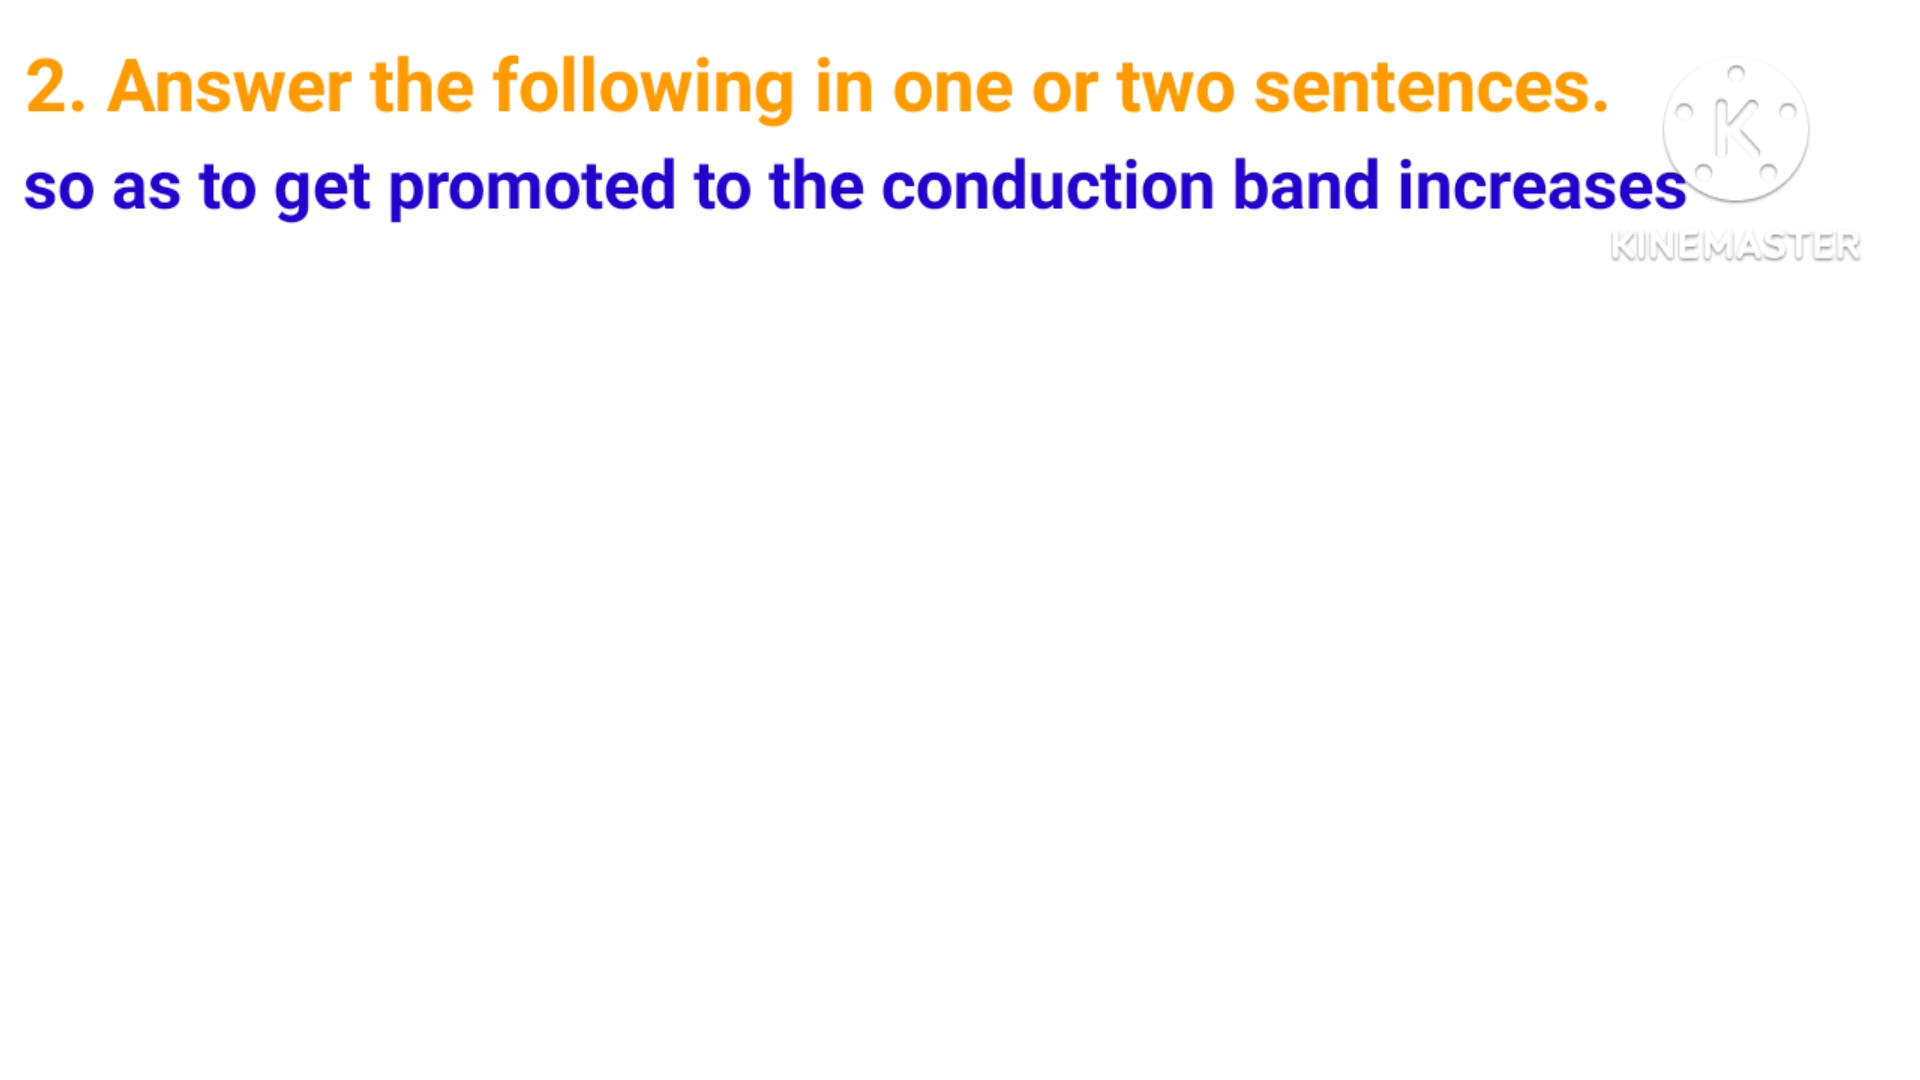 2. Answer the following in one or two sentences.
so as to get promoted to the conduction band increases
K
KINEMASTER